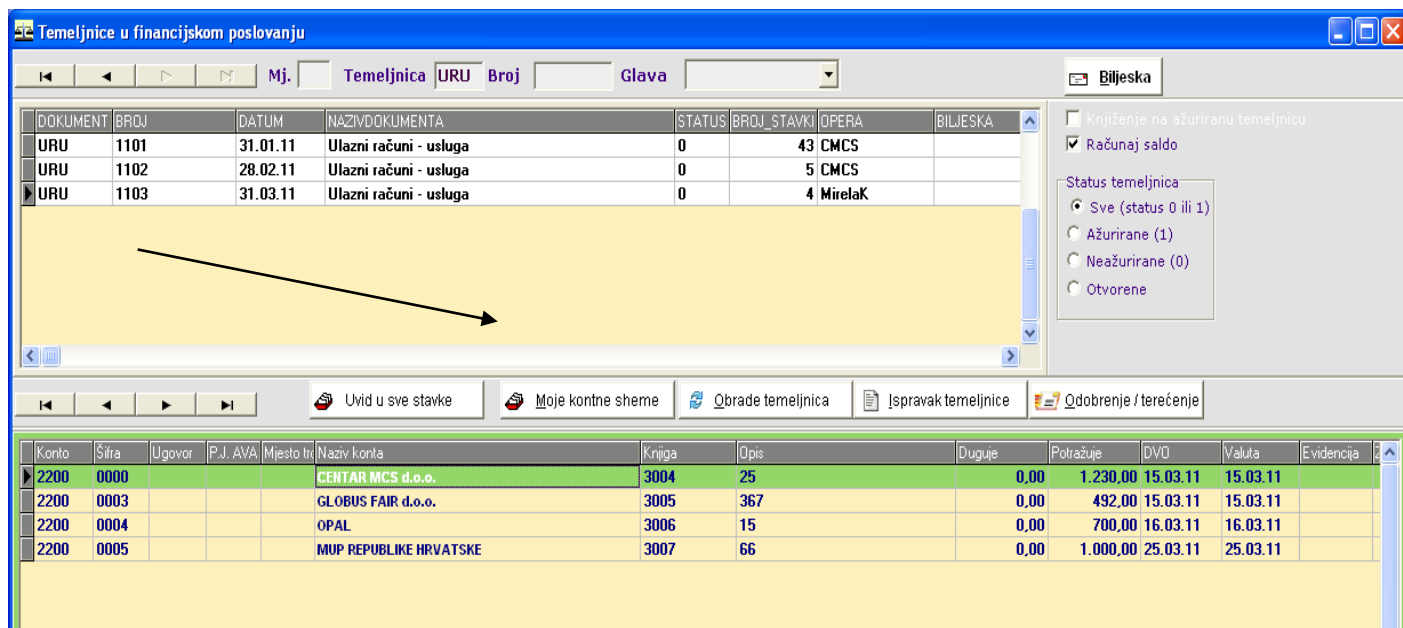 Temeljnice u financijskom poslovanju
Mj. Temeljnica URU Broj Glava Biljeska
DOKUMENT BROJ DATUM NAZIVDOKUMENTA STATUS BROJ_STAVKI OPERA BILJESKA
URU 1101 31.01.11 Ulazni računi - usluga 0 43 CMCS
URU 1102 28.02.11 Ulazni računi - usluga 0 5 CMCS
URU 1103 31.03.11 Ulazni računi - usluga 0 4 MirelaK
Knjiženje na ažuriranu temeljnicu
Računaj saldo
Status temeljnica
Sve (status 0 ili 1)
Ažurirane (1)
Neažurirane (0)
Otvorene
Uvid u sve stavke Moje kontne sheme Obrade temeljnica Ispravak temeljnice Odobrenje / terećenje
Konto Šifra Ugovor P.J. AVA Mjesto tr Naziv konta Knjiga Opis Duguje Potražuje DVO Valuta Evidencija
2200 0000 CENTAR MCS d.o.o. 3004 25 0,00 1.230,00 15.03.11 15.03.11
2200 0003 GLOBUS FAIR d.o.o. 3005 367 0,00 492,00 15.03.11 15.03.11
2200 0004 OPAL 3006 15 0,00 700,00 16.03.11 16.03.11
2200 0005 MUP REPUBLIKE HRVATSKE 3007 66 0,00 1.000,00 25.03.11 25.03.11